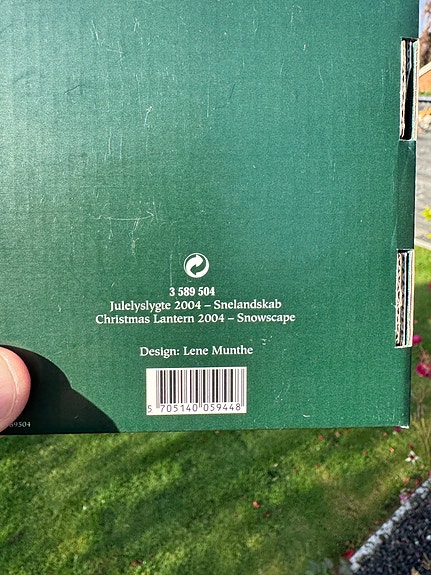 3 589 504
Julelyslygte 2004 – Snelandskab
Christmas Lantern 2004 – Snowscape
Design: Lene Munthe
5 705140 059448